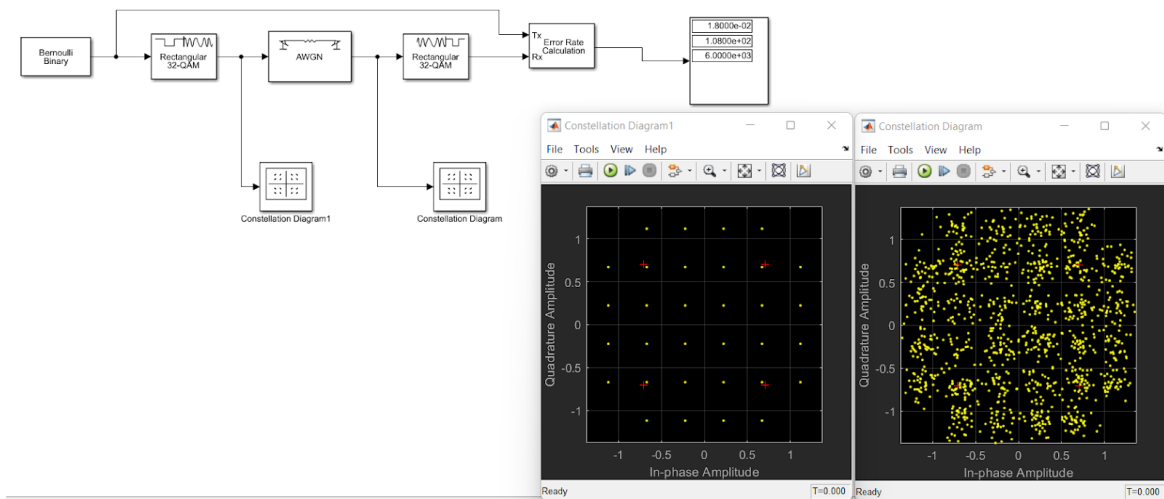 Bernoulli
Binary
Rectangular
32-QAM
AWGN
Rectangular
32-QAM
Tx
Rx
Error Rate
Calculation
1.8000e-02
1.0800e+02
6.0000e+03
Constellation Diagram1
Constellation Diagram
Constellation Diagram1
File Tools View Help
1
0.5
0
-0.5
-1
Quadrature Amplitude
-1 -0.5 0 0.5 1
In-phase Amplitude
Ready T=0.000
Constellation Diagram
File Tools View Help
1
0.5
0
-0.5
-1
Quadrature Amplitude
-1 -0.5 0 0.5 1
In-phase Amplitude
Ready T=0.000